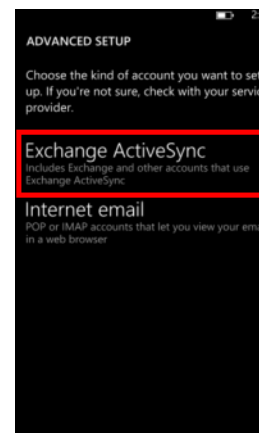 2:
ADVANCED SETUP
Choose the kind of account you want to set
up. If you're not sure, check with your servic
provider.
Exchange ActiveSync
Includes Exchange and other accounts that use
Exchange ActiveSync
Internet email
POP or IMAP accounts that let you view your ema
in a web browser